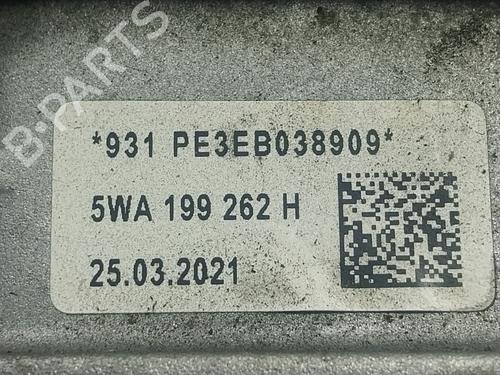 B-PARTS
*931 PE3EB038909*
5WA 199 262 H
25.03.2021